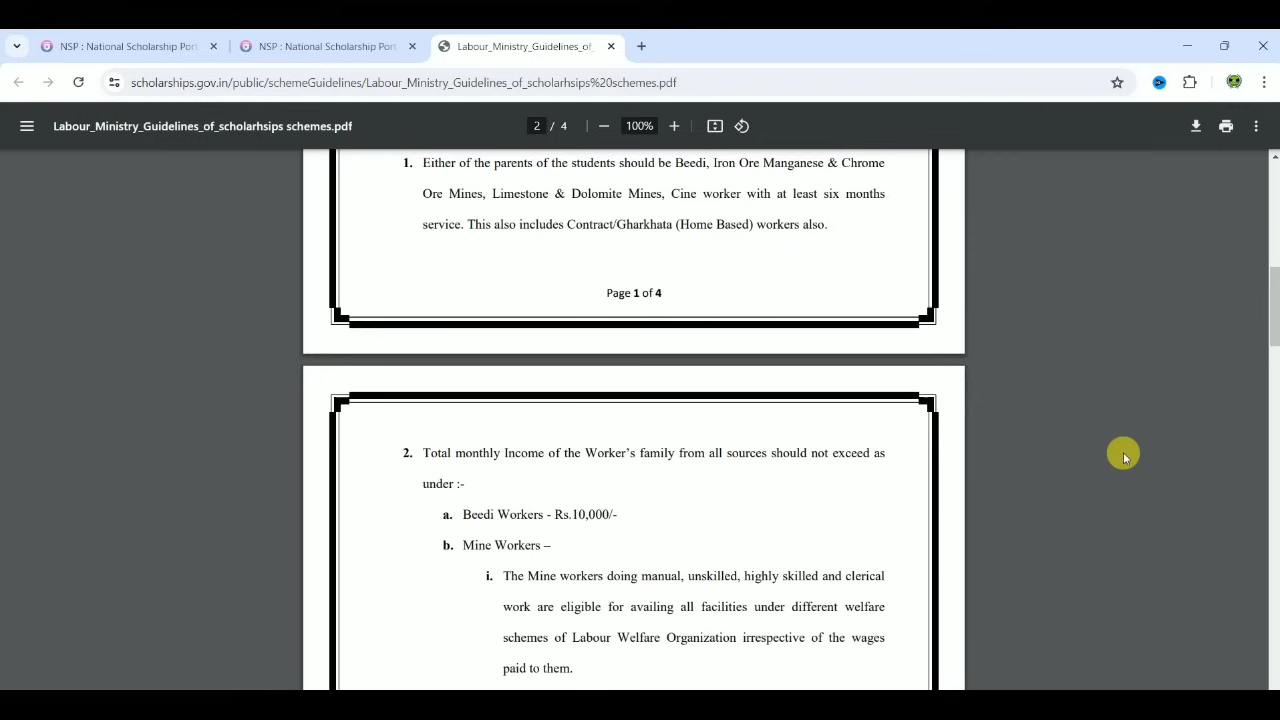 NSP : National Scholarship Port
NSP : National Scholarship Port
Labour_Ministry_Guidelines_of_
scholarships.gov.in/public/schemeGuidelines/Labour_Ministry_Guidelines_of_scholarhsips%20schemes.pdf
Labour_Ministry_Guidelines_of_scholarhsips schemes.pdf
2 / 4
100%
1. Either of the parents of the students should be Beedi, Iron Ore Manganese & Chrome
Ore Mines, Limestone & Dolomite Mines, Cine worker with at least six months
service. This also includes Contract/Gharkhata (Home Based) workers also.
Page 1 of 4
2. Total monthly Income of the Worker’s family from all sources should not exceed as
under :-
a. Beedi Workers - Rs.10,000/-
b. Mine Workers –
i. The Mine workers doing manual, unskilled, highly skilled and clerical
work are eligible for availing all facilities under different welfare
schemes of Labour Welfare Organization irrespective of the wages
paid to them.